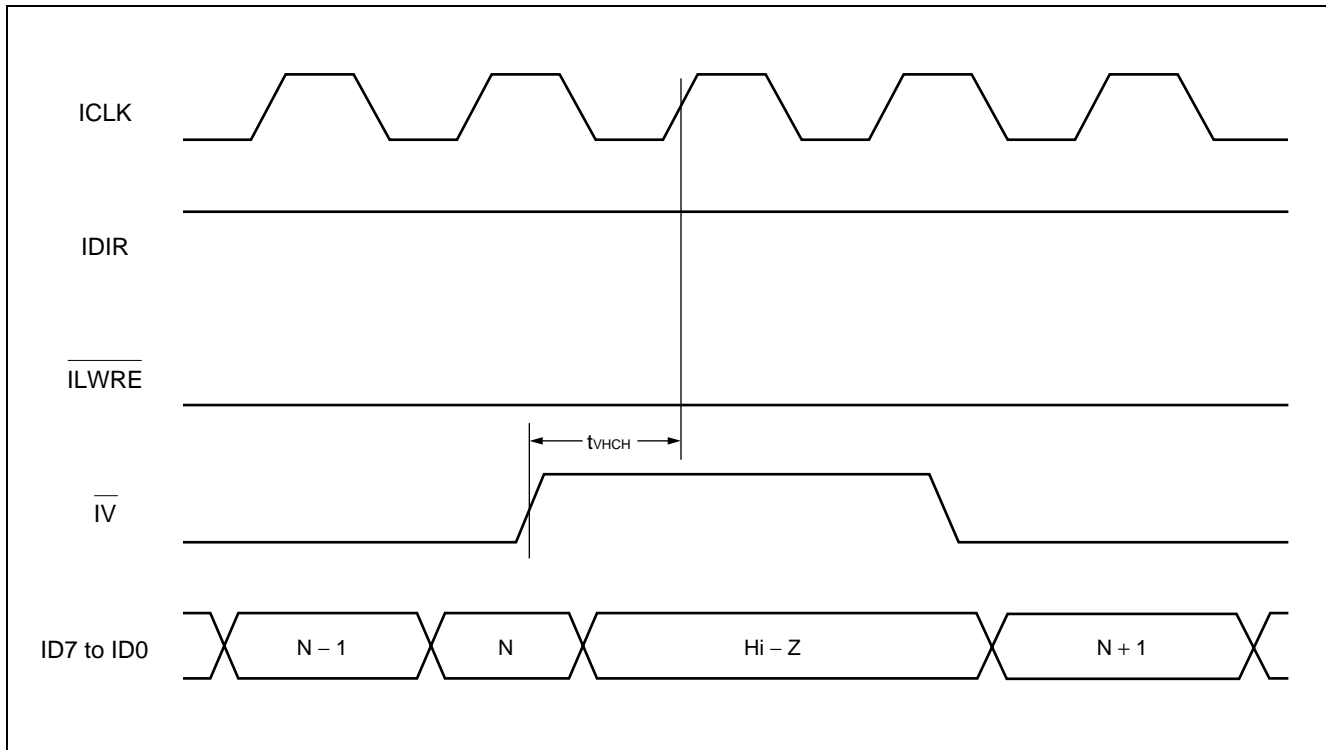 ICLK
IDIR
ILWRE
tVHCH
IV
ID7 to ID0
N – 1
N
Hi – Z
N + 1